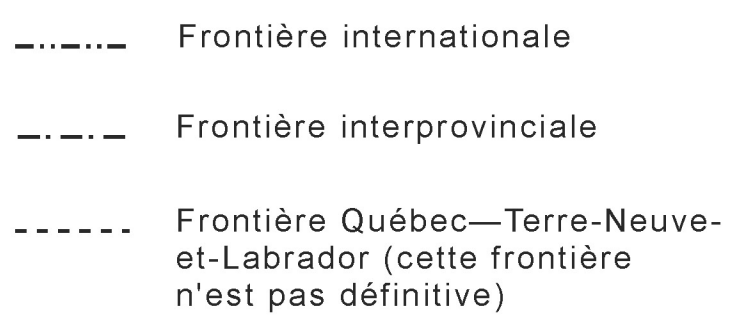 Frontière internationale
Frontière interprovinciale
Frontière Québec—Terre-Neuve-
et-Labrador (cette frontière
n'est pas définitive)